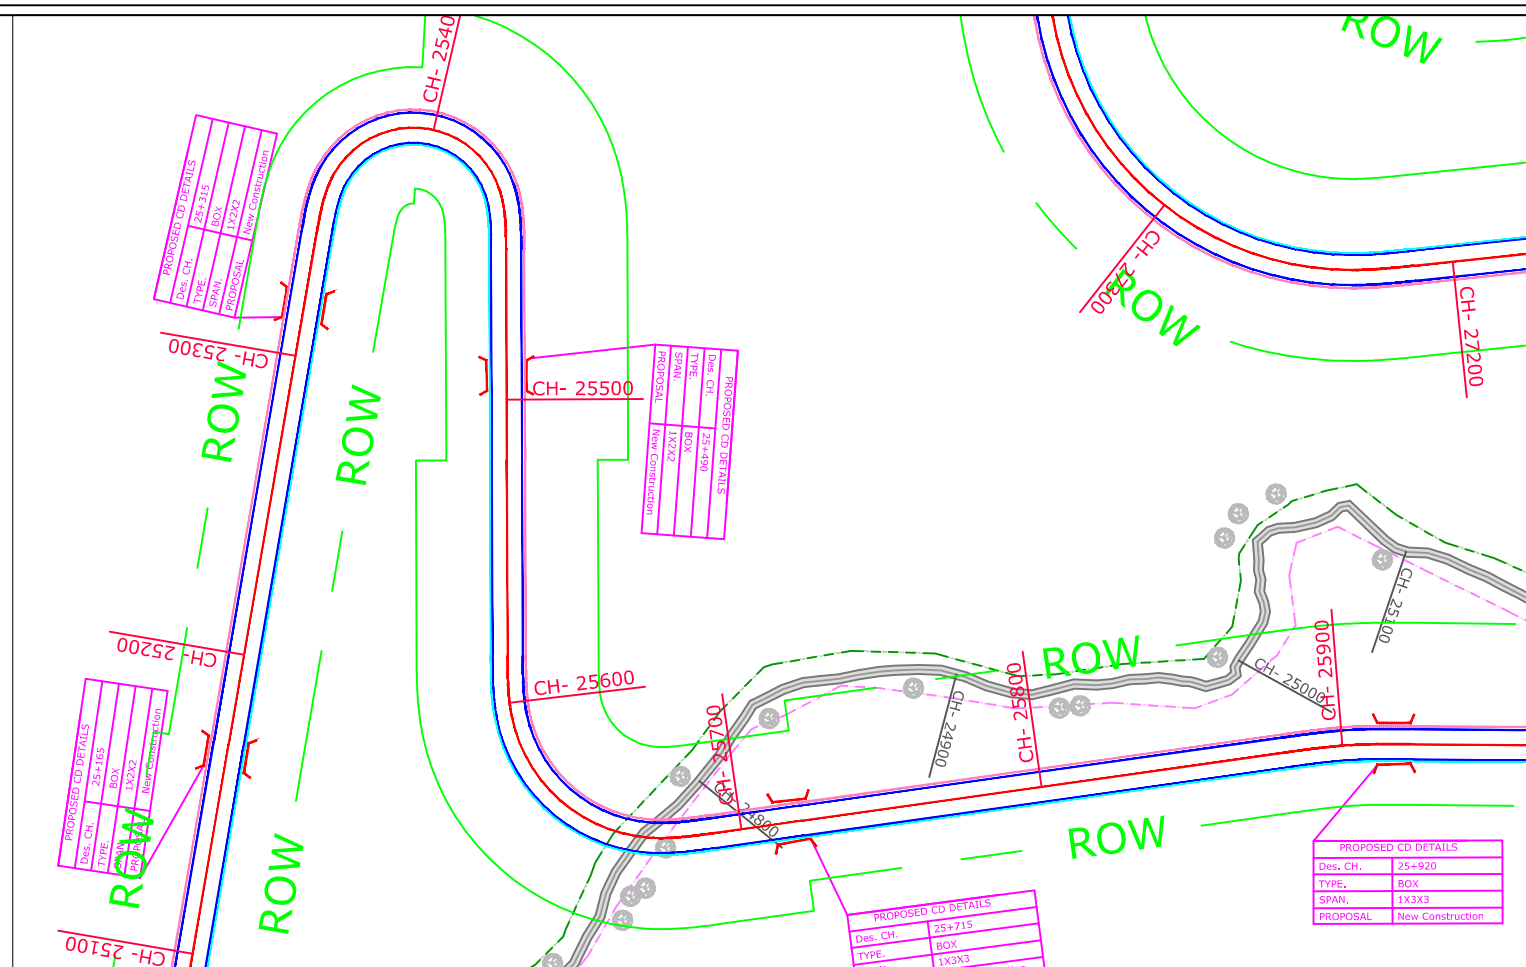 ROW
CH- 2540
PROPOSED CD DETAILS
Des. CH. 25+315
TYPE. BOX
SPAN. 1X2X2
PROPOSAL New Construction
CH- 25300
ROW
ROW
CH- 25500
PROPOSED CD DETAILS
Des. CH. 25+490
TYPE. BOX
SPAN. 1X2X2
PROPOSAL New Construction
CH- 27300
ROW
CH- 27200
CH- 25200
CH- 25600
PROPOSED CD DETAILS
Des. CH. 25+165
TYPE. BOX
SPAN. 1X2X2
PROPOSAL New Construction
ROW
ROW
CH- 25100
CH- 25700
CH- 24800
CH- 24900
CH- 25800
ROW
CH- 25000
CH- 25900
CH- 25100
ROW
PROPOSED CD DETAILS
Des. CH. 25+715
TYPE. BOX
1X3X3
PROPOSED CD DETAILS
Des. CH. 25+920
TYPE. BOX
SPAN. 1X3X3
PROPOSAL New Construction